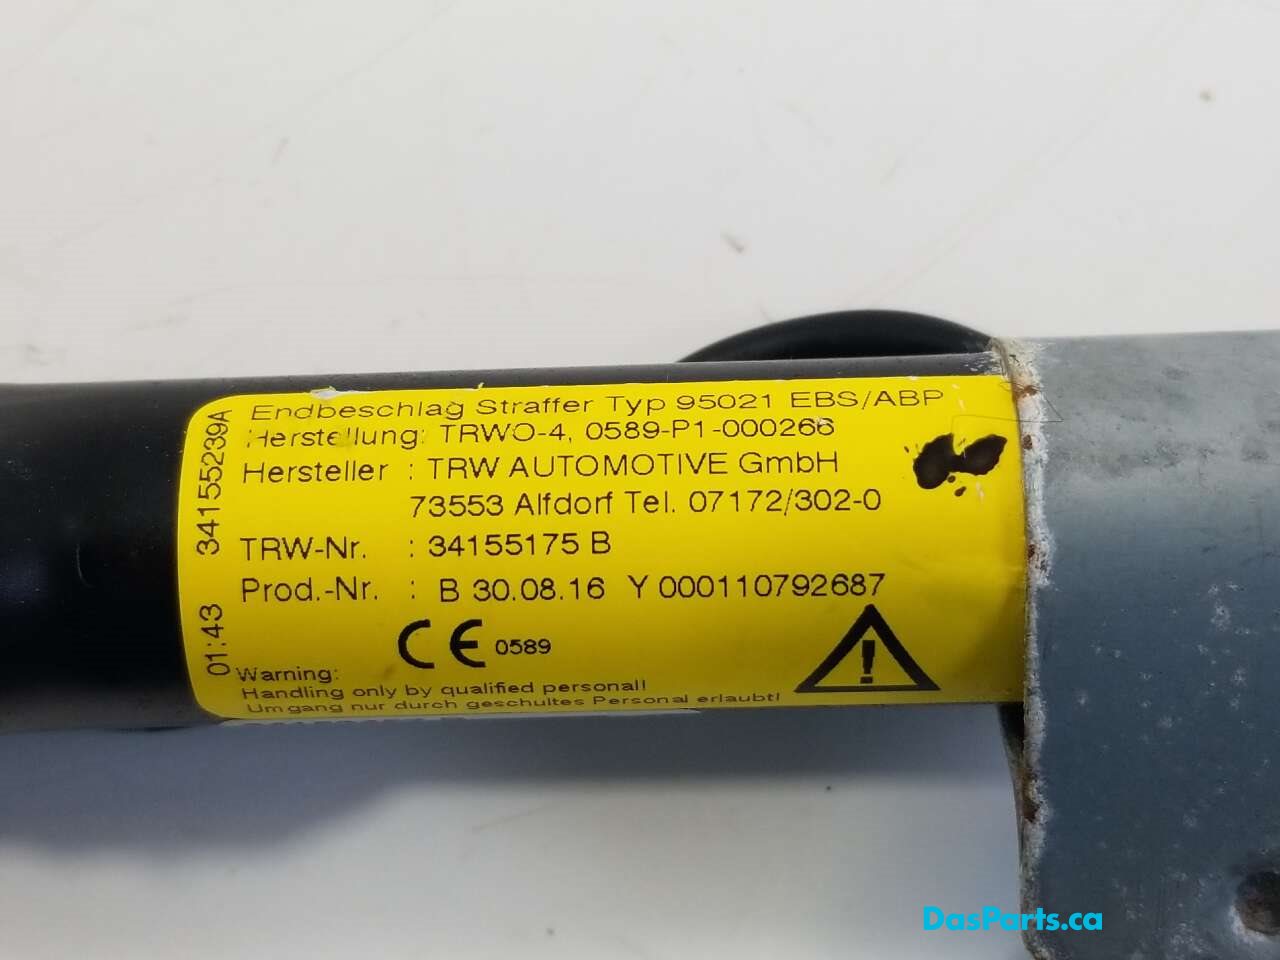 Endbeschlag Straffer Typ 95021 EBS/ABP
Herstellung: TRWO-4, 0589-P1-000266
Hersteller : TRW AUTOMOTIVE GmbH
73553 Alfdorf Tel. 07172/302-0
TRW-Nr. : 34155175 B
Prod.-Nr. : B 30.08.16 Y 000110792687
CE 0589
Warning:
Handling only by qualified personal!
Umgang nur durch geschultes Personal erlaubt!
01:43 34155239A
DasParts.ca